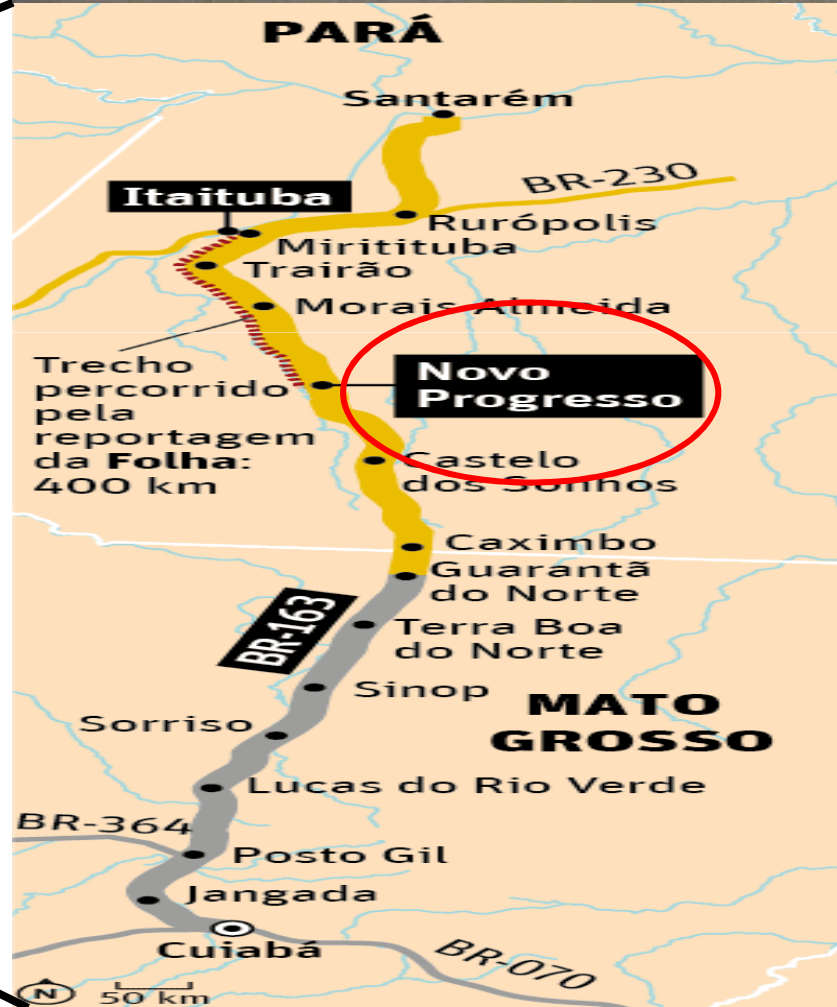 PARÁ
Santarém
BR-230
Itaituba
Rurópolis
Miritituba
Trairão
Morais Almeida
Trecho
percorrido
pela
reportagem
da Folha:
400 km
Novo
Progresso
Castelo
dos Sonhos
Caximbo
Guarantã
do Norte
BR-163
Terra Boa
do Norte
Sinop
MATO
GROSSO
Sorriso
Lucas do Rio Verde
BR-364
Posto Gil
Jangada
Cuiabá
BR-070
N
50 km